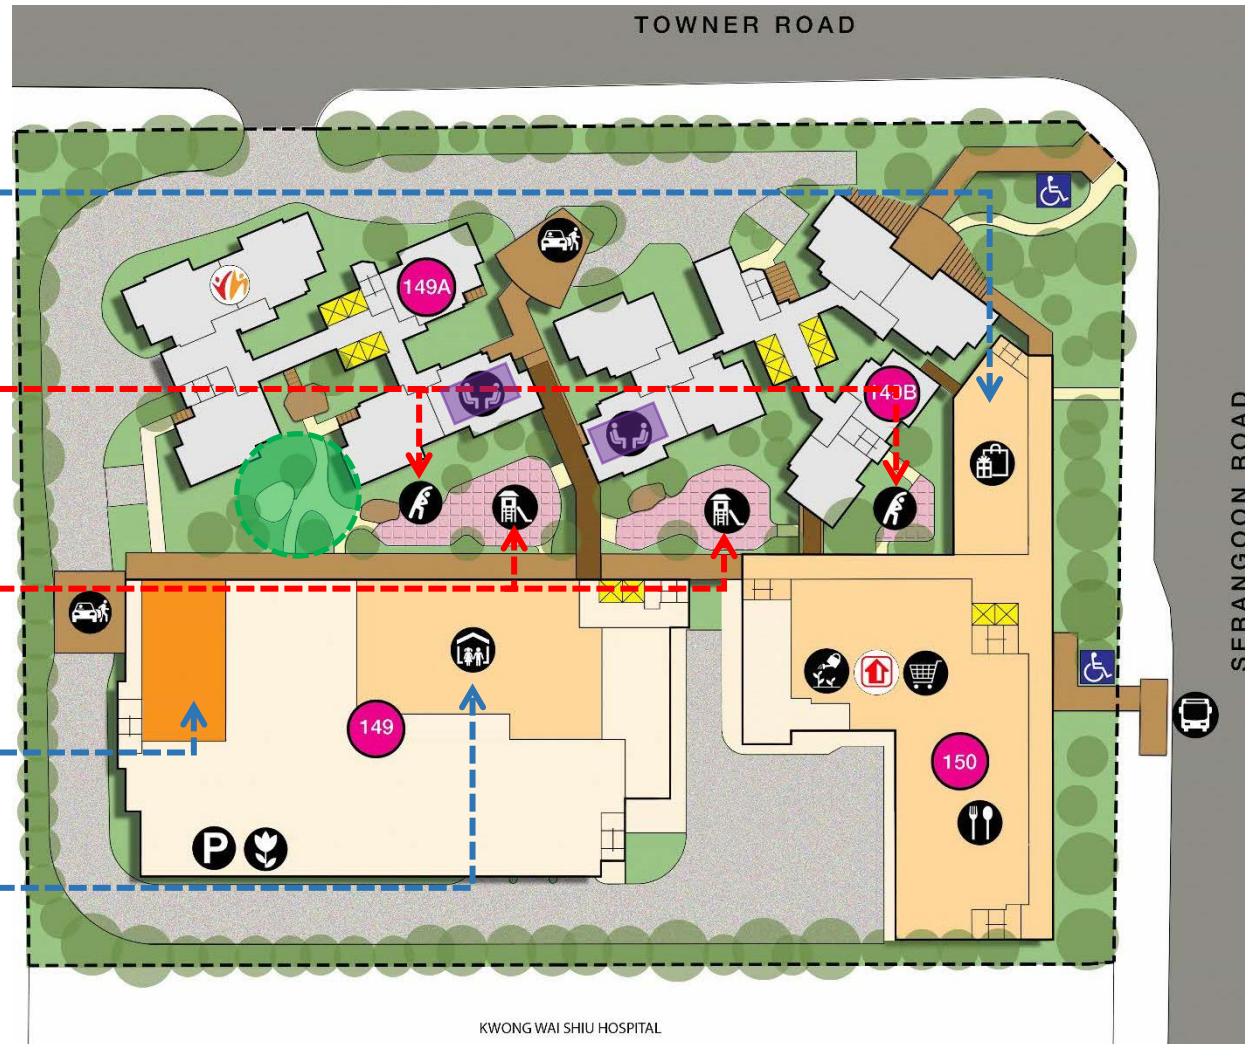 TOWNER ROAD
149A
149B
SERANGOON ROAD
149
150
P
KWONG WAI SHIU HOSPITAL